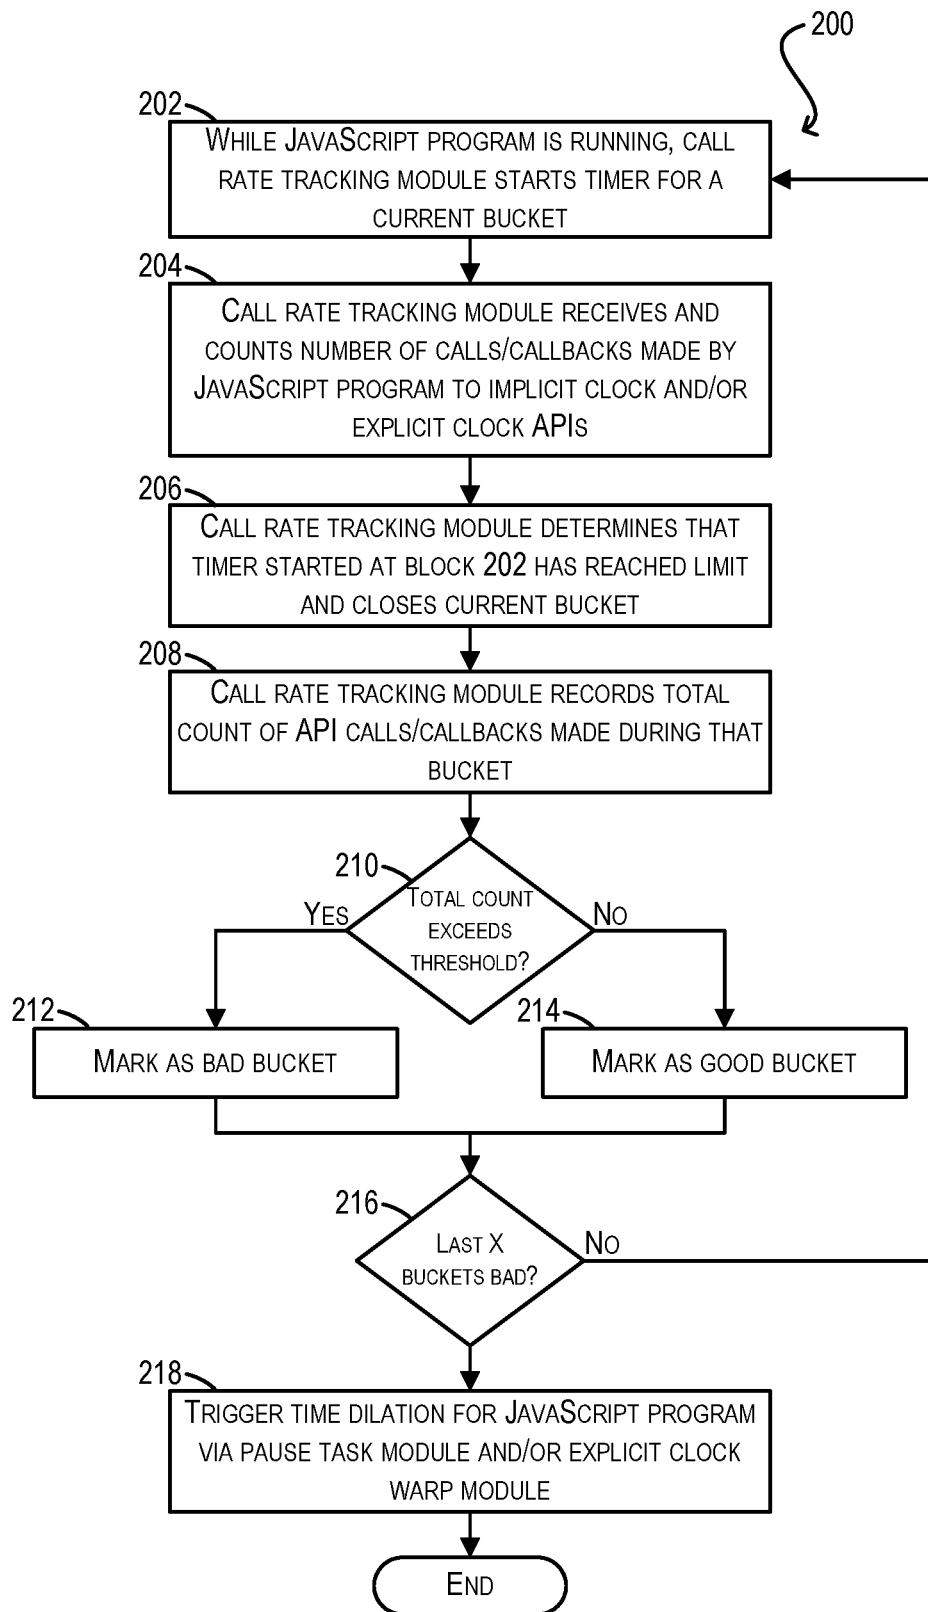 200
202
WHILE JAVASCRIPT PROGRAM IS RUNNING, CALL
RATE TRACKING MODULE STARTS TIMER FOR A
CURRENT BUCKET
204
CALL RATE TRACKING MODULE RECEIVES AND
COUNTS NUMBER OF CALLS/CALLBACKS MADE BY
JAVASCRIPT PROGRAM TO IMPLICIT CLOCK AND/OR
EXPLICIT CLOCK APIS
206
CALL RATE TRACKING MODULE DETERMINES THAT
TIMER STARTED AT BLOCK 202 HAS REACHED LIMIT
AND CLOSES CURRENT BUCKET
208
CALL RATE TRACKING MODULE RECORDS TOTAL
COUNT OF API CALLS/CALLBACKS MADE DURING THAT
BUCKET
210
TOTAL COUNT
EXCEEDS
THRESHOLD?
YES
NO
212
MARK AS BAD BUCKET
214
MARK AS GOOD BUCKET
216
LAST X
BUCKETS BAD?
NO
218
TRIGGER TIME DILATION FOR JAVASCRIPT PROGRAM
VIA PAUSE TASK MODULE AND/OR EXPLICIT CLOCK
WARP MODULE
END